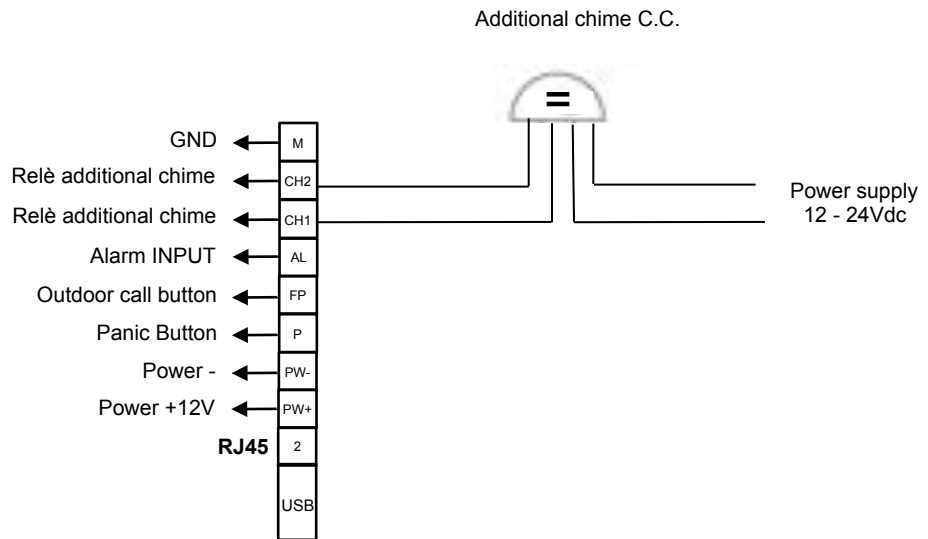 Additional chime C.C.
=
GND M
Relè additional chime CH2
Relè additional chime CH1
Power supply
12 - 24Vdc
Alarm INPUT AL
Outdoor call button FP
Panic Button P
Power - PW-
Power +12V PW+
RJ45 2
USB